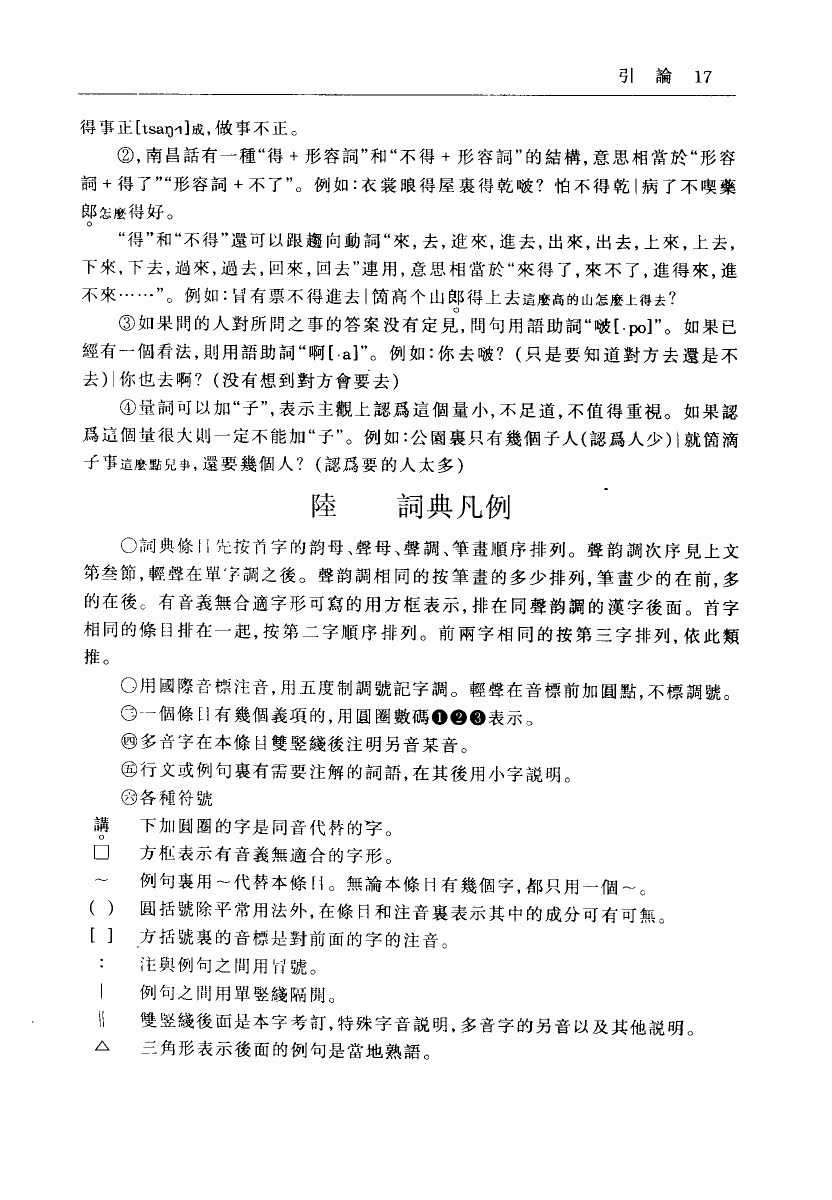 引 論 17
得事正[tsaŋ˧˥]成,做事不正。
②,南昌話有一種“得+形容詞”和“不得+形容詞”的結構,意思相當於“形容
詞+得了”“形容詞+不了”。例如:衣裳眼得屋裏得乾啵?怕不得乾|病了不喫藥
郎怎麽得好。
“得”和“不得”還可以跟趨向動詞“來,去,進來,進去,出來,出去,上來,上去,
下來,下去,過來,過去,回來,回去”連用,意思相當於“來得了,來不了,進得來,進
不來……”。例如:冒有票不得進去|箇高个山郎得上去這麽高的山怎麽上得去?
③如果問的人對所問之事的答案没有定見,問句用語助詞“啵[·po]”。如果已
經有一個看法,則用語助詞“啊[·a]”。例如:你去啵?(只是要知道對方去還是不
去)|你也去啊?(没有想到對方會要去)
④量詞可以加“子”,表示主觀上認爲這個量小,不足道,不值得重視。如果認
爲這個量很大則一定不能加“子”。例如:公園裏只有幾個子人(認爲人少)|就箇滴
子事這麽點兒事,還要幾個人?(認爲要的人太多)
陸 詞典凡例
〇詞典條目先按首字的韵母、聲母、聲調、筆畫順序排列。聲韵調次序見上文
第叁節,輕聲在單字調之後。聲韵調相同的按筆畫的多少排列,筆畫少的在前,多
的在後。有音義無合適字形可寫的用方框表示,排在同聲韵調的漢字後面。首字
相同的條目排在一起,按第二字順序排列。前兩字相同的按第三字排列,依此類
推。
〇用國際音標注音,用五度制調號記字調。輕聲在音標前加圓點,不標調號。
㊂一個條目有幾個義項的,用圓圈數碼❶❷❸表示。
㊃多音字在本條目雙竪綫後注明另音某音。
㊄行文或例句裏有需要注解的詞語,在其後用小字説明。
㊅各種符號
講 下加圓圈的字是同音代替的字。
□ 方框表示有音義無適合的字形。
~ 例句裏用~代替本條目。無論本條目有幾個字,都只用一個~。
( ) 圓括號除平常用法外,在條目和注音裏表示其中的成分可有可無。
[ ] 方括號裏的音標是對前面的字的注音。
: 注與例句之間用冒號。
| 例句之間用單竪綫隔開。
‖ 雙竪綫後面是本字考訂,特殊字音説明,多音字的另音以及其他説明。
△ 三角形表示後面的例句是當地熟語。